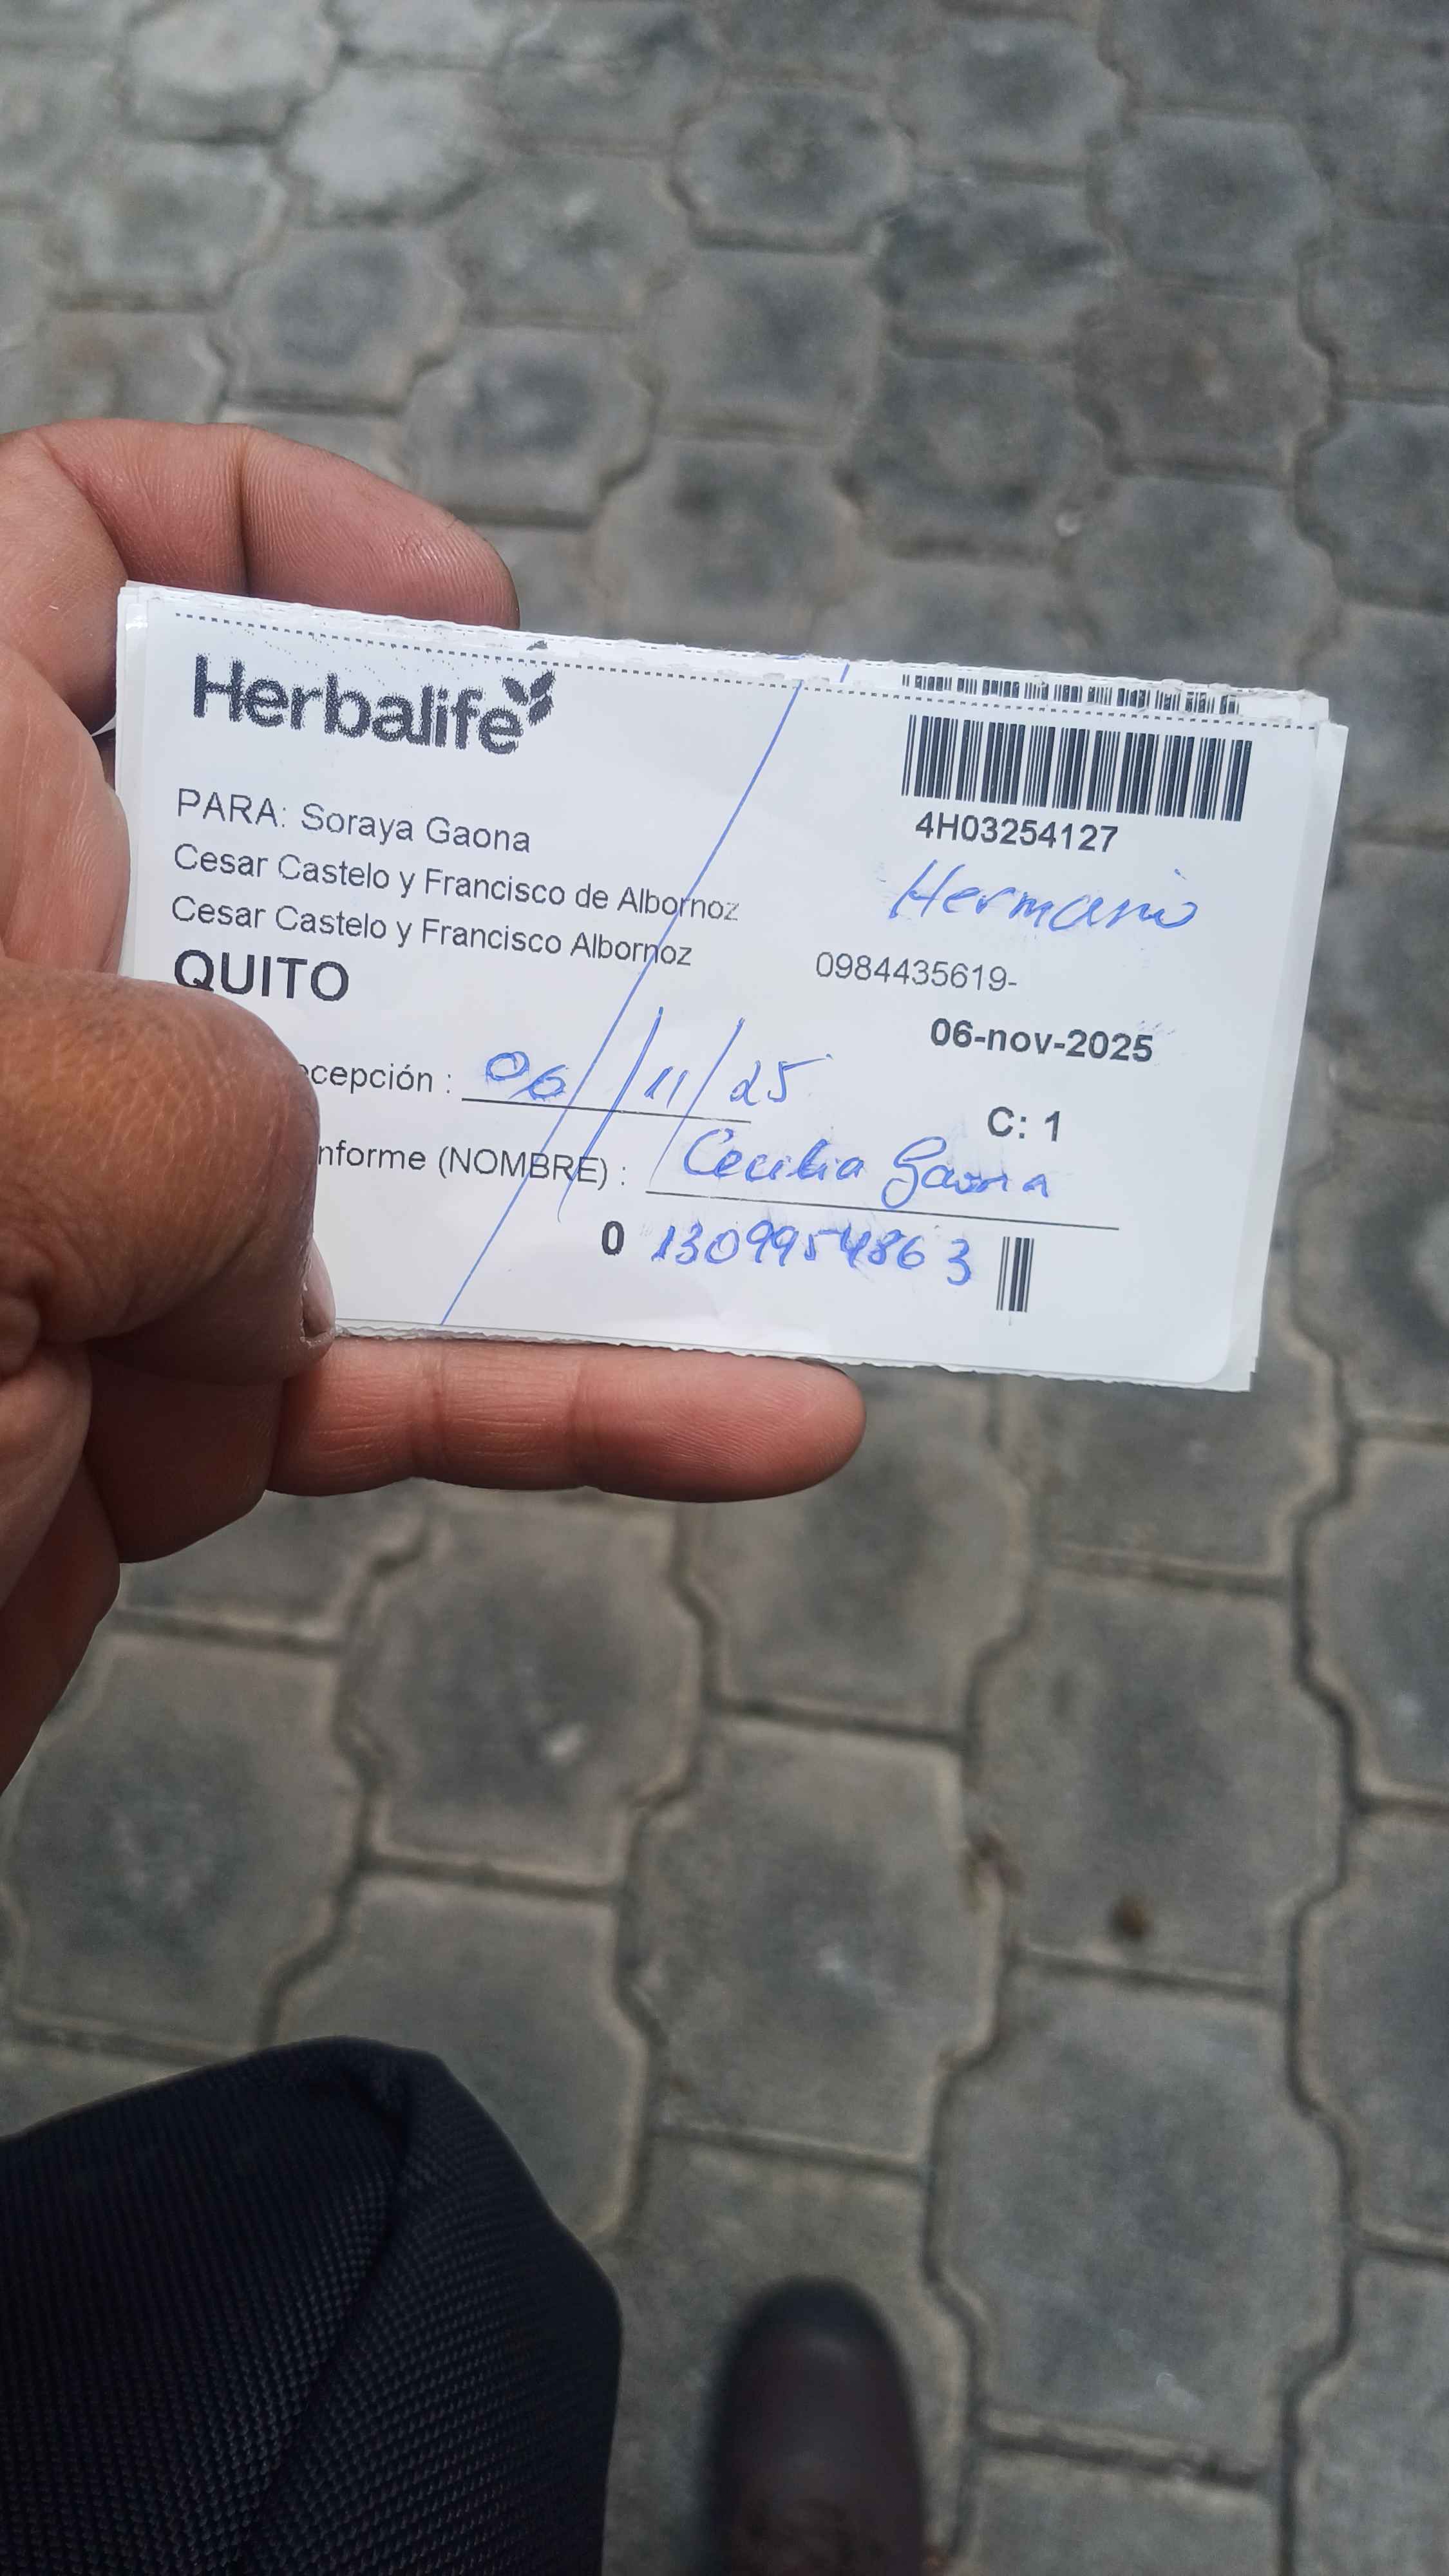 Herbalife
4H03254127
PARA: Soraya Gaona
Cesar Castelo y Francisco de Albornoz
Hermano
Cesar Castelo y Francisco Albornoz
0984435619-
QUITO
06-nov-2025
cepción : 06 / 11 / 25
C: 1
nforme (NOMBRE) : Cecilia Gaona
0 1309954863